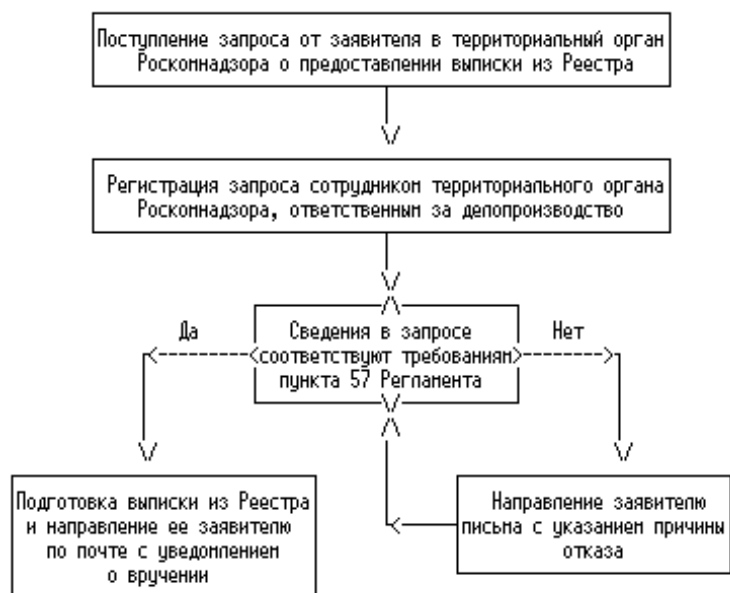 Поступление запроса от заявителя в территориальный орган
Роскомнадзора о предоставлении выписки из Реестра
Регистрация запроса сотрудником территориального органа
Роскомнадзора, ответственным за делопроизводство
Да
Сведения в запросе
соответствуют требованиям
пункта 57 Регламента
Нет
Подготовка выписки из Реестра
и направление ее заявителю
по почте с уведомлением
о вручении
Направление заявителю
письма с указанием причины
отказа